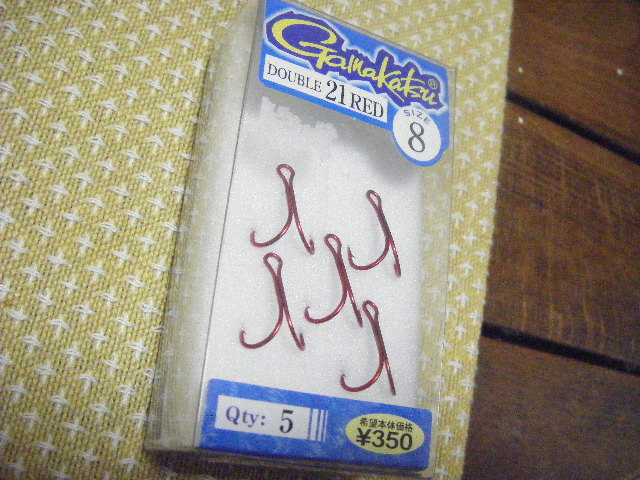 Gamakatsu®
DOUBLE 21 RED
SIZE
8
Qty: 5
希望本体価格
¥350